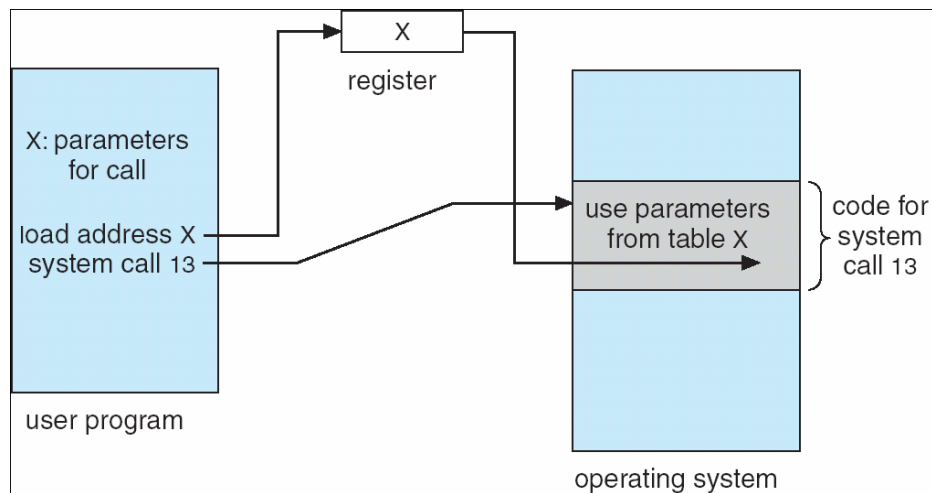 X
register
X: parameters
for call
load address X
system call 13
user program
use parameters
from table X
code for
system
call 13
operating system